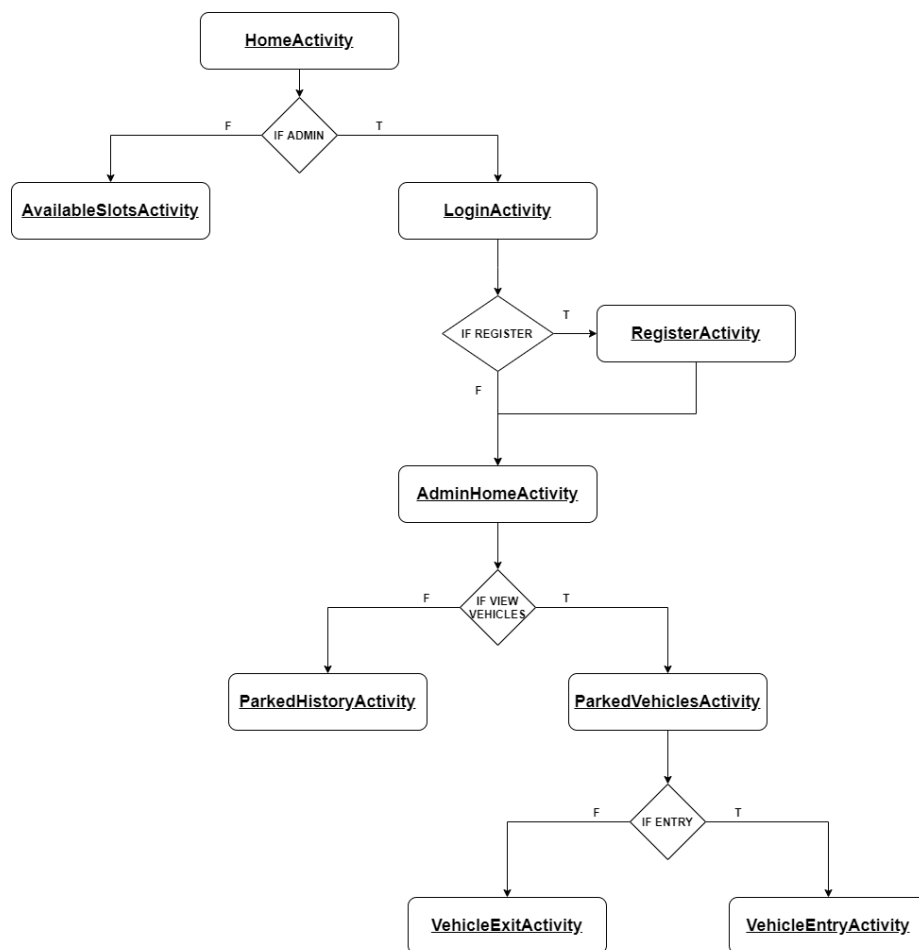 HomeActivity
F
IF ADMIN
T
AvailableSlotsActivity
LoginActivity
IF REGISTER
T
RegisterActivity
F
AdminHomeActivity
F
IF VIEW
VEHICLES
T
ParkedHistoryActivity
ParkedVehiclesActivity
F
IF ENTRY
T
VehicleExitActivity
VehicleEntryActivity